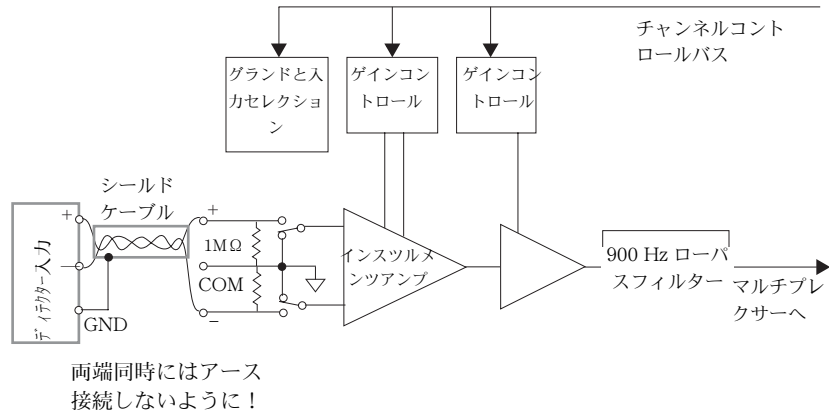 チャンネルコント
ロールバス
グランドと入
力セレクショ
ン
ゲインコン
トロール
ゲインコン
トロール
シールド
ケーブル
ディテクター入力
+
−
GND
+
1MΩ
COM
−
インスツルメ
ンツアンプ
900 Hz ローパ
スフィルター
マルチプレ
クサーへ
両端同時にはアース
接続しないように！